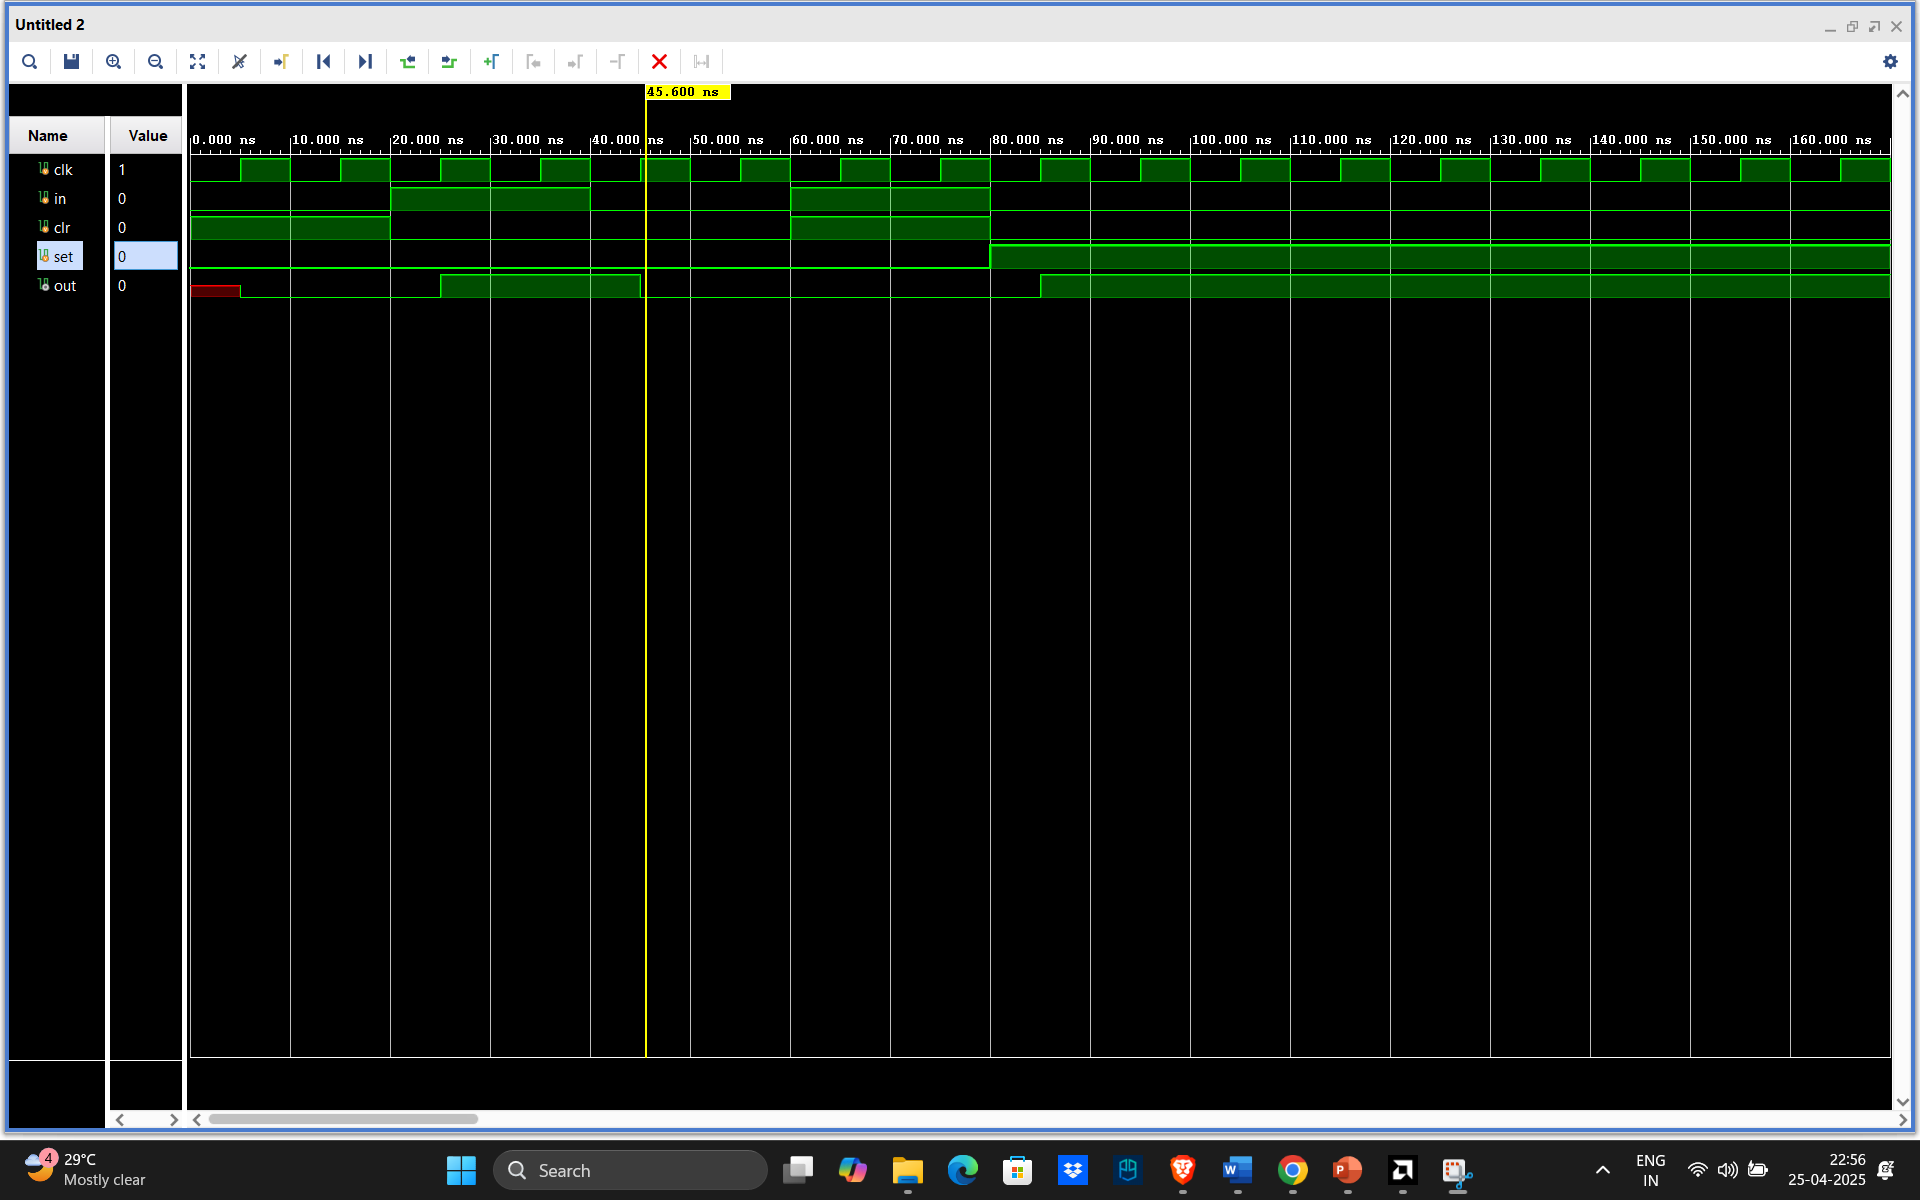 Untitled 2
45.600 ns
Name Value
0.000 ns 10.000 ns 20.000 ns 30.000 ns 40.000 ns 50.000 ns 60.000 ns 70.000 ns 80.000 ns 90.000 ns 100.000 ns 110.000 ns 120.000 ns 130.000 ns 140.000 ns 150.000 ns 160.000 ns
clk 1
in 0
clr 0
set 0
out 0
4 29°C
Mostly clear
Search
ENG
IN
22:56
25-04-2025